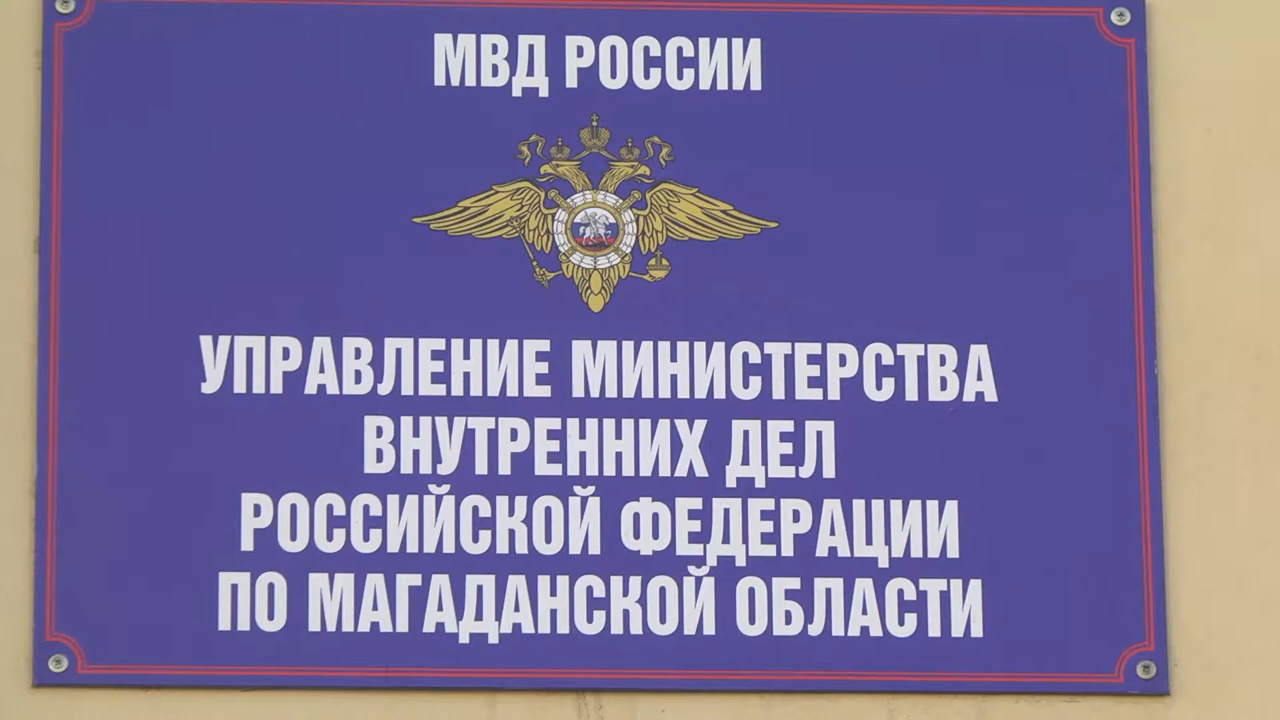 МВД РОССИИ
УПРАВЛЕНИЕ МИНИСТЕРСТВА
ВНУТРЕННИХ ДЕЛ
РОССИЙСКОЙ ФЕДЕРАЦИИ
ПО МАГАДАНСКОЙ ОБЛАСТИ